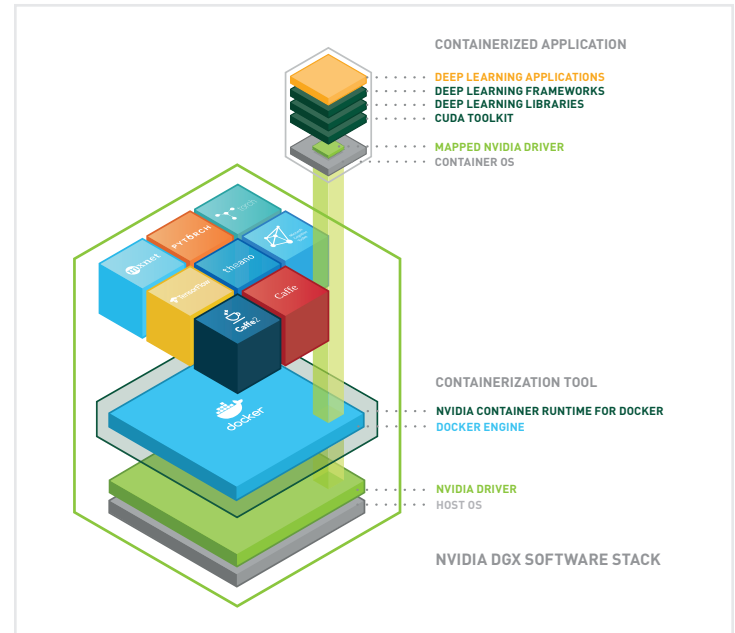 CONTAINERIZED APPLICATION
DEEP LEARNING APPLICATIONS
DEEP LEARNING FRAMEWORKS
DEEP LEARNING LIBRARIES
CUDA TOOLKIT
MAPPED NVIDIA DRIVER
CONTAINER OS
torch
PYTORCH
mxnet
theano
TensorFlow
Caffe
Caffe2
docker
CONTAINERIZATION TOOL
NVIDIA CONTAINER RUNTIME FOR DOCKER
DOCKER ENGINE
NVIDIA DRIVER
HOST OS
NVIDIA DGX SOFTWARE STACK